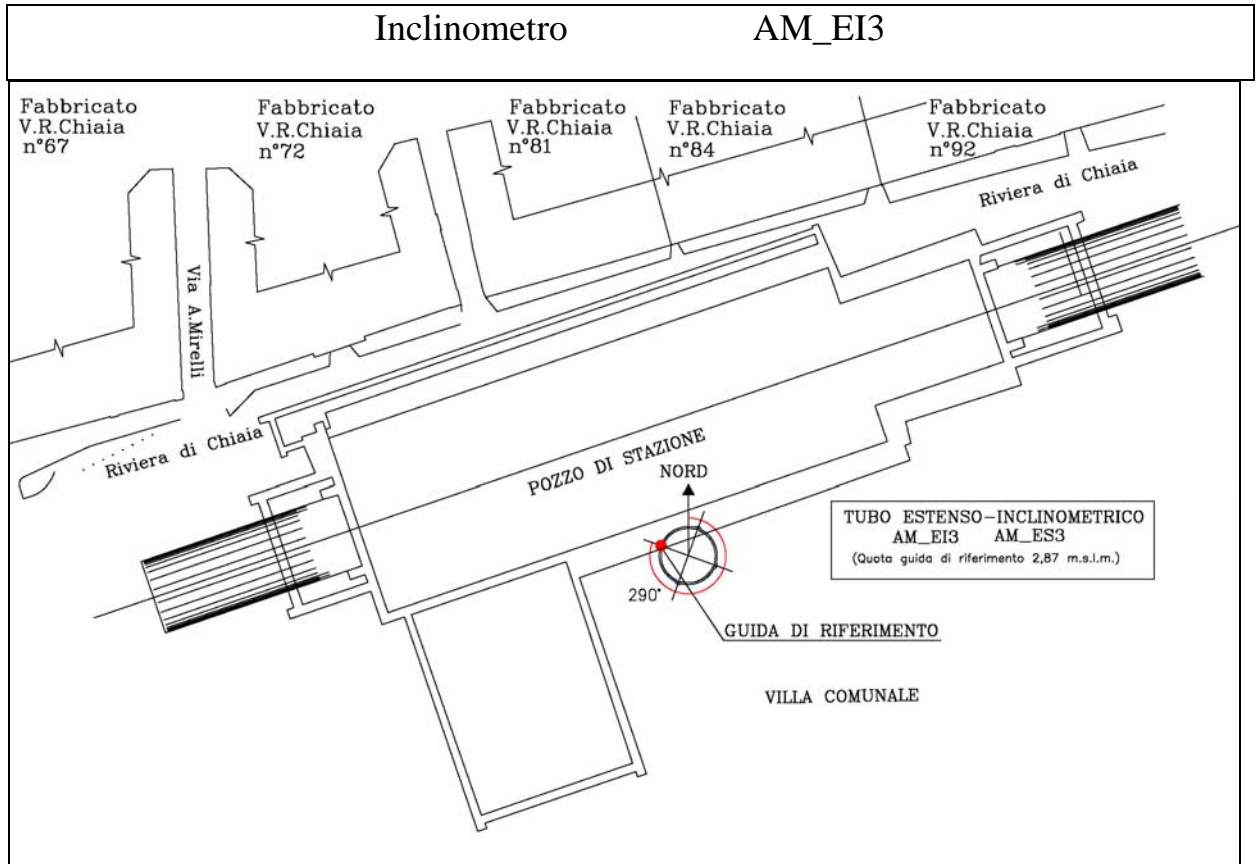 Inclinometro AM_EI3
Fabbricato
V.R.Chiaia
n°67
Fabbricato
V.R.Chiaia
n°72
Fabbricato
V.R.Chiaia
n°81
Fabbricato
V.R.Chiaia
n°84
Fabbricato
V.R.Chiaia
n°92
Riviera di Chiaia
Via A.Mirelli
Riviera di Chiaia
POZZO DI STAZIONE
NORD
TUBO ESTENSO-INCLINOMETRICO
AM_EI3 AM_ES3
(Quota guida di riferimento 2,87 m.s.l.m.)
290°
GUIDA DI RIFERIMENTO
VILLA COMUNALE